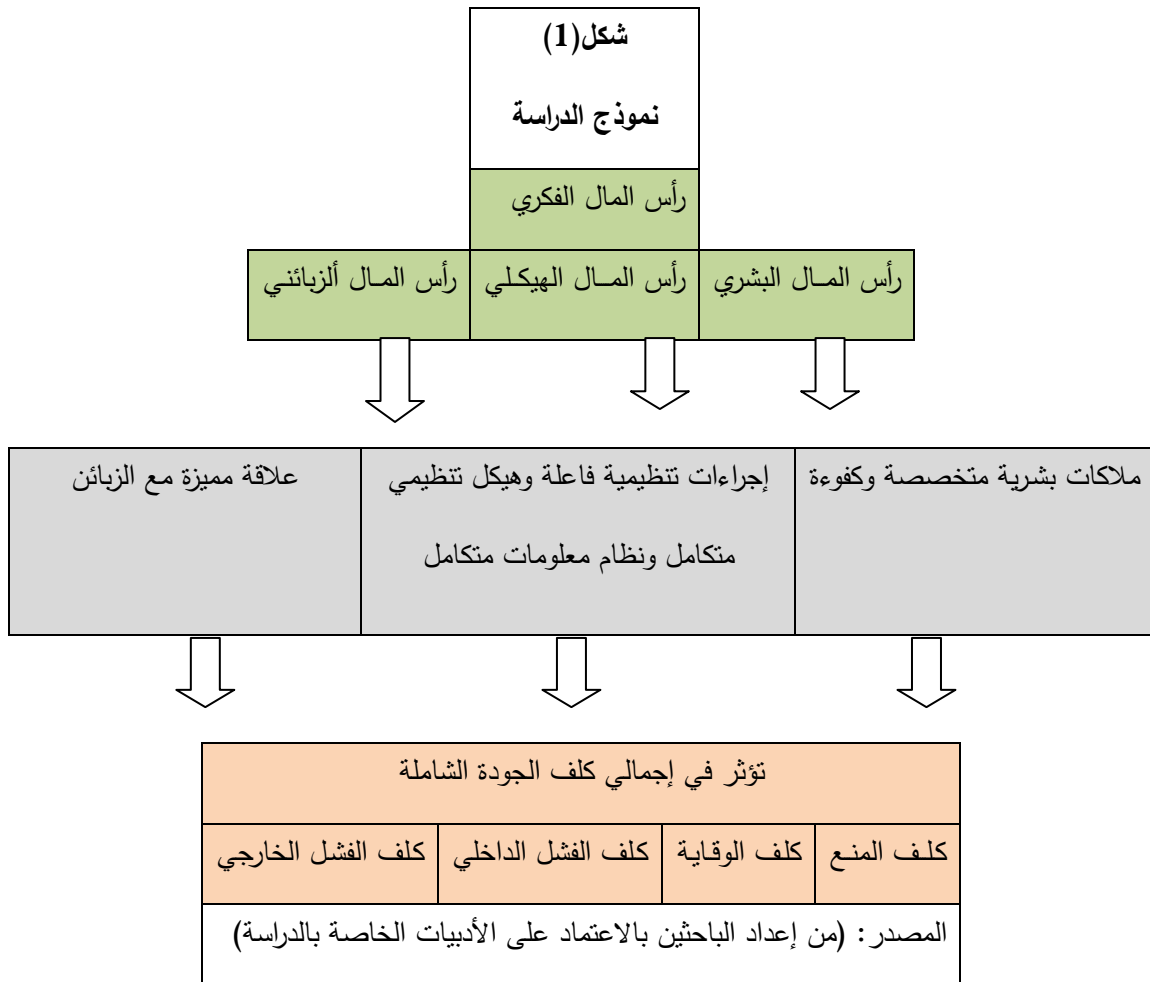 شكل(1)
نموذج الدراسة
رأس المال الفكري
رأس المـال البشري
رأس المـال الهيكـلي
رأس المـال ألزبائني
ملاكات بشرية متخصصة وكفوءة
إجراءات تنظيمية فاعلة وهيكل تنظيمي
متكامل ونظام معلومات متكامل
علاقة مميزة مع الزبائن
تؤثر في إجمالي كلف الجودة الشاملة
كلـف المنـع
كلف الوقـاية
كلف الفشل الداخلي
كلف الفشل الخارجي
المصدر: (من إعداد الباحثين بالاعتماد على الأدبيات الخاصة بالدراسة)